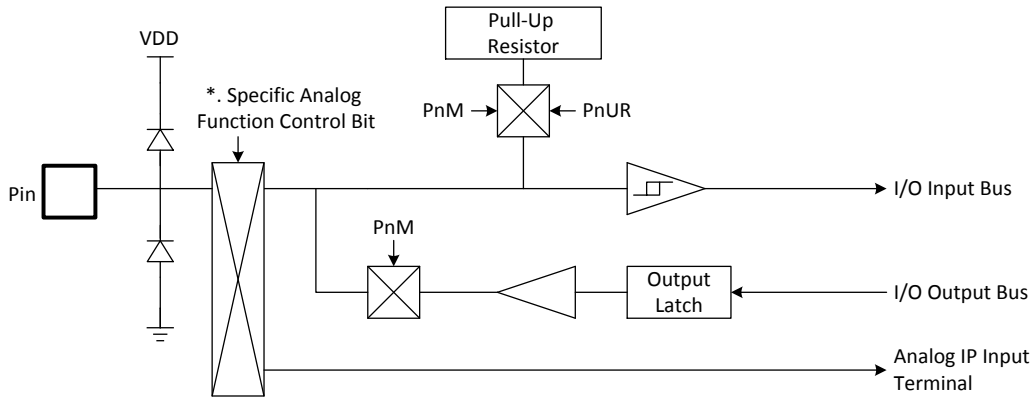 Pull-Up
Resistor
VDD
*. Specific Analog
Function Control Bit
PnM
PnUR
Pin
I/O Input Bus
PnM
Output
Latch
I/O Output Bus
Analog IP Input
Terminal